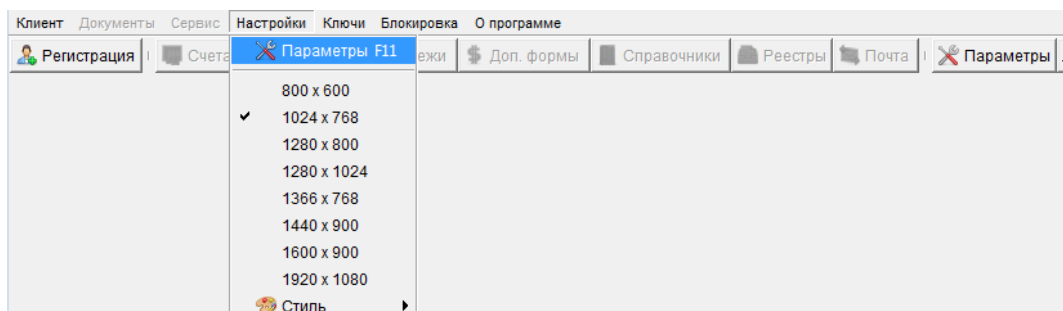 Клиент Документы Сервис Настройки Ключи Блокировка О программе
Регистрация Счета Параметры F11 ежи Доп. формы Справочники Реестры Почта Параметры
800 x 600
1024 x 768
1280 x 800
1280 x 1024
1366 x 768
1440 x 900
1600 x 900
1920 x 1080
Стиль